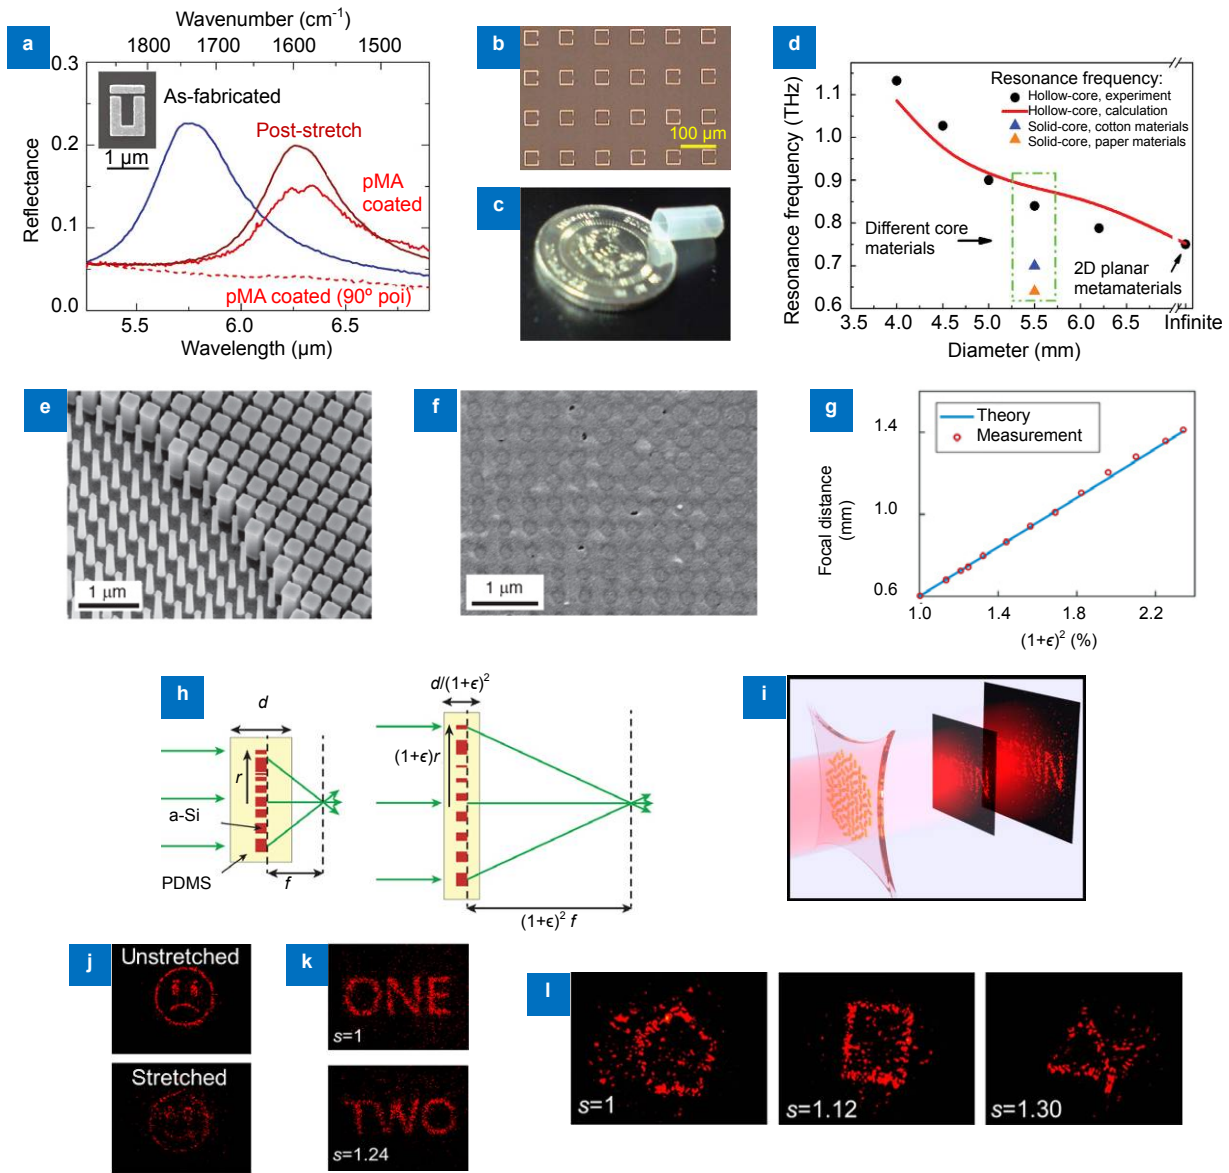 a
Wavenumber (cm⁻¹)
1800
1700
1600
1500
0.3
0.2
0.1
0.0
Reflectance
As-fabricated
Post-stretch
pMA
coated
1 µm
pMA coated (90° poi)
5.5
6.0
6.5
Wavelength (µm)
b
100 µm
c
d
Resonance frequency (THz)
1.1
1.0
0.9
0.8
0.7
0.6
Resonance frequency:
Hollow-core, experiment
Hollow-core, calculation
Solid-core, cotton materials
Solid-core, paper materials
Different core
materials
2D planar
metamaterials
3.5
4.0
4.5
5.0
5.5
6.0
6.5
Infinite
Diameter (mm)
e
1 µm
f
1 µm
g
Theory
Measurement
Focal distance
(mm)
1.4
1.0
0.6
1.0
1.4
1.8
2.2
(1+ϵ)² (%)
h
d
r
a-Si
PDMS
f
d/(1+ϵ)²
(1+ϵ)r
(1+ϵ)² f
i
j
Unstretched
Stretched
k
ONE
s=1
TWO
s=1.24
l
s=1
s=1.12
s=1.30